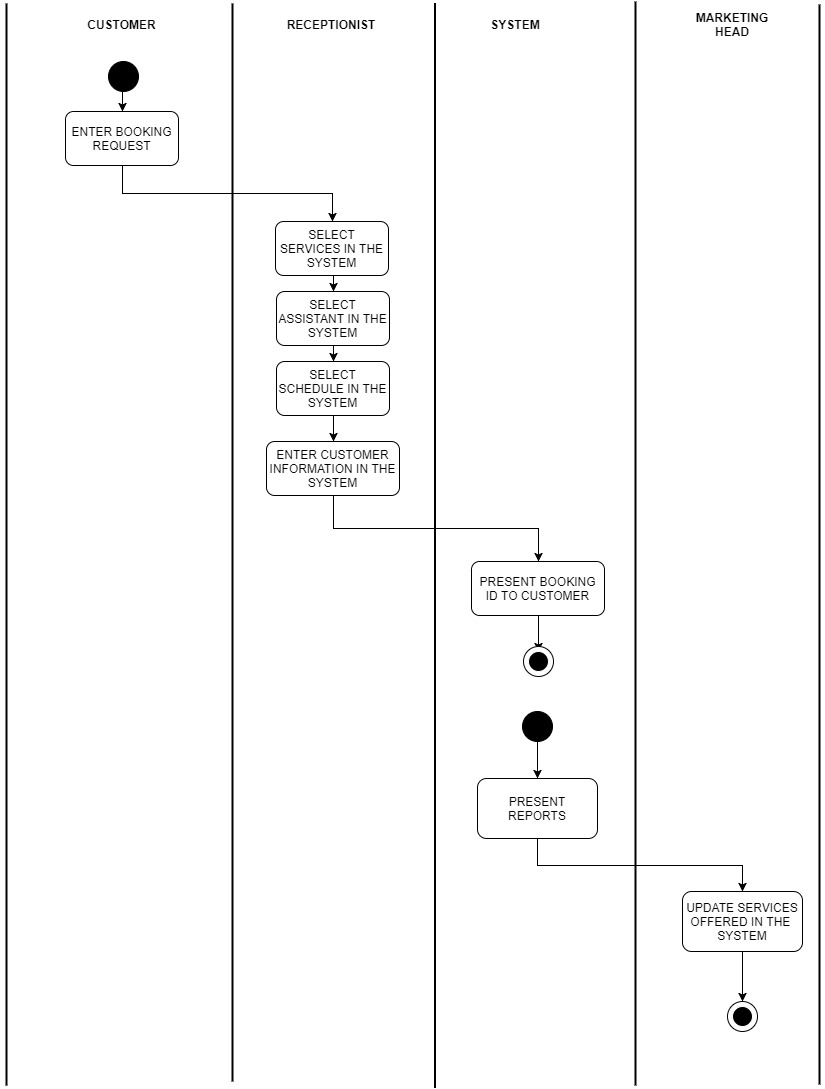 CUSTOMER
RECEPTIONIST
SYSTEM
MARKETING
HEAD
ENTER BOOKING
REQUEST
SELECT
SERVICES IN THE
SYSTEM
SELECT
ASSISTANT IN THE
SYSTEM
SELECT
SCHEDULE IN THE
SYSTEM
ENTER CUSTOMER
INFORMATION IN THE
SYSTEM
PRESENT BOOKING
ID TO CUSTOMER
PRESENT
REPORTS
UPDATE SERVICES
OFFERED IN THE
SYSTEM